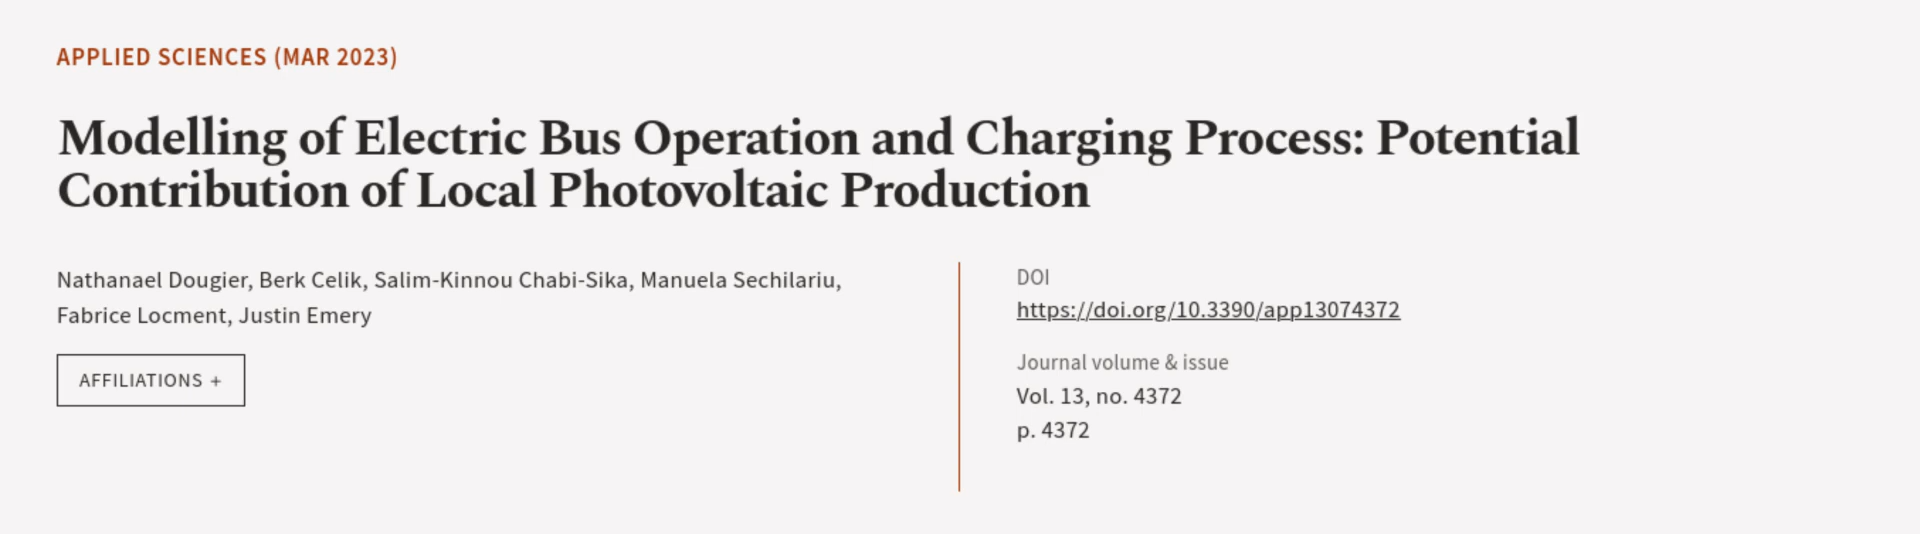 APPLIED SCIENCES (MAR 2023)
Modelling of Electric Bus Operation and Charging Process: Potential
Contribution of Local Photovoltaic Production
Nathanael Dougier, Berk Celik, Salim-Kinnou Chabi-Sika, Manuela Sechilariu,
Fabrice Locment, Justin Emery
AFFILIATIONS +
DOI
https://doi.org/10.3390/app13074372
Journal volume & issue
Vol. 13, no. 4372
p. 4372